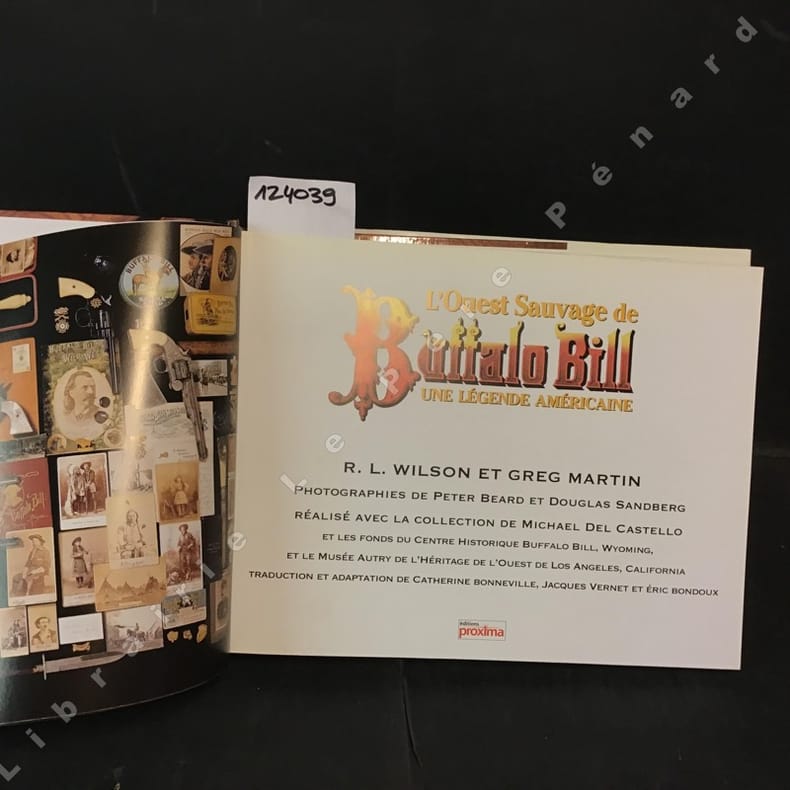 124039
L'Ouest Sauvage de
Buffalo Bill
UNE LÉGENDE AMÉRICAINE
R. L. WILSON ET GREG MARTIN
PHOTOGRAPHIES DE PETER BEARD ET DOUGLAS SANDBERG
RÉALISÉ AVEC LA COLLECTION DE MICHAEL DEL CASTELLO
ET LES FONDS DU CENTRE HISTORIQUE BUFFALO BILL, WYOMING,
ET LE MUSÉE AUTRY DE L'HÉRITAGE DE L'OUEST DE LOS ANGELES, CALIFORNIA
TRADUCTION ET ADAPTATION DE CATHERINE BONNEVILLE, JACQUES VERNET ET ÉRIC BONDOUX
éditions
proxima
Librairie Le Père Pénard